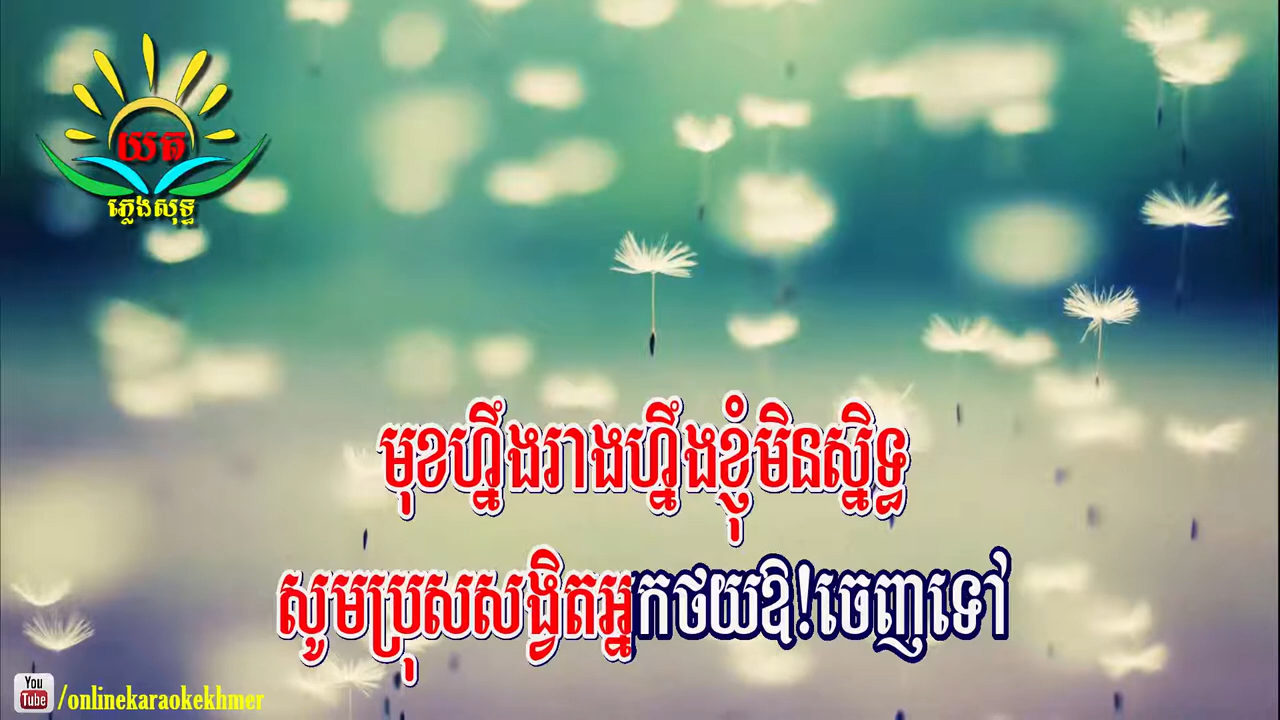 យត
ភ្លេងសុទ្ធ
មុខហ្នឹងរាងហ្នឹងខ្ញុំមិនស្និទ្ធ
សូមប្រុសសង្វិតអ្នកថយឱ!ចេញទៅ
You
Tube
/onlinekaraokekhmer